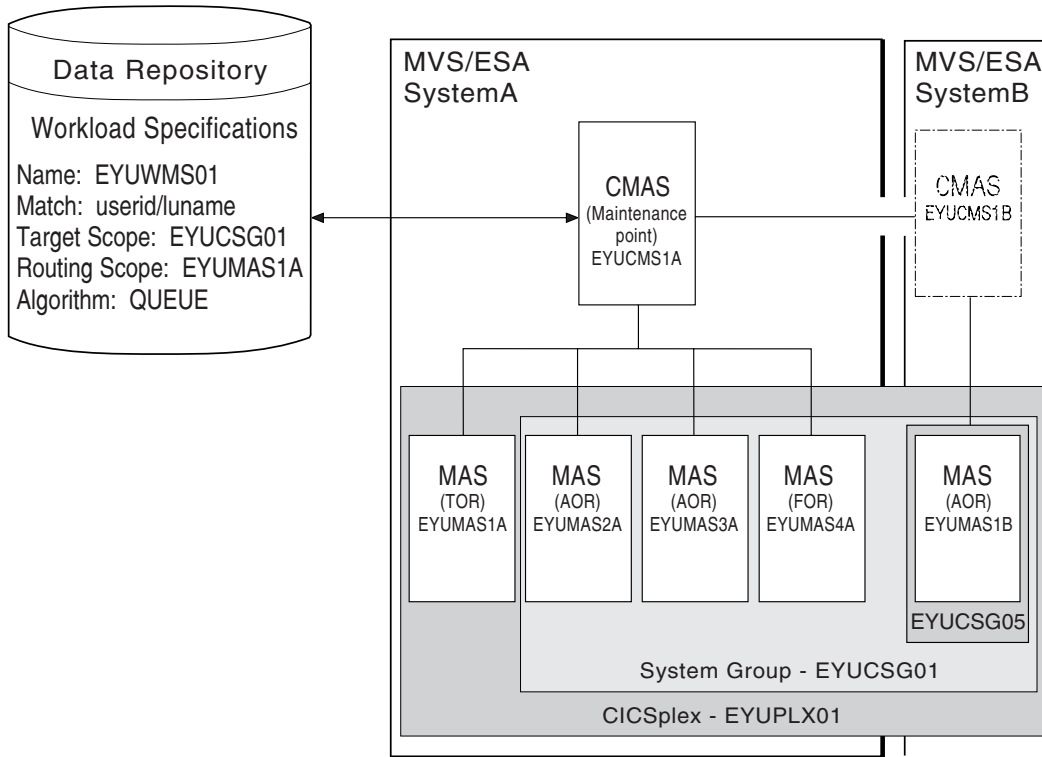 Data Repository
Workload Specifications
Name: EYUWMS01
Match: userid/luname
Target Scope: EYUCSG01
Routing Scope: EYUMAS1A
Algorithm: QUEUE
MVS/ESA
SystemA
MVS/ESA
SystemB
CMAS
(Maintenance
point)
EYUCMS1A
CMAS
EYUCMS1B
MAS
(TOR)
EYUMAS1A
MAS
(AOR)
EYUMAS2A
MAS
(AOR)
EYUMAS3A
MAS
(FOR)
EYUMAS4A
MAS
(AOR)
EYUMAS1B
EYUCSG05
System Group - EYUCSG01
CICSplex - EYUPLX01